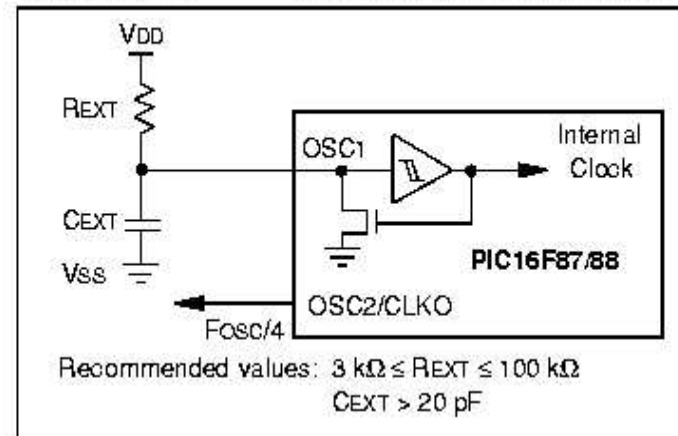 VDD
REXT
OSC1
Internal
Clock
CEXT
PIC16F87/88
VSS
OSC2/CLKO
FOSC/4
Recommended values: 3 kΩ ≤ REXT ≤ 100 kΩ
CEXT > 20 pF